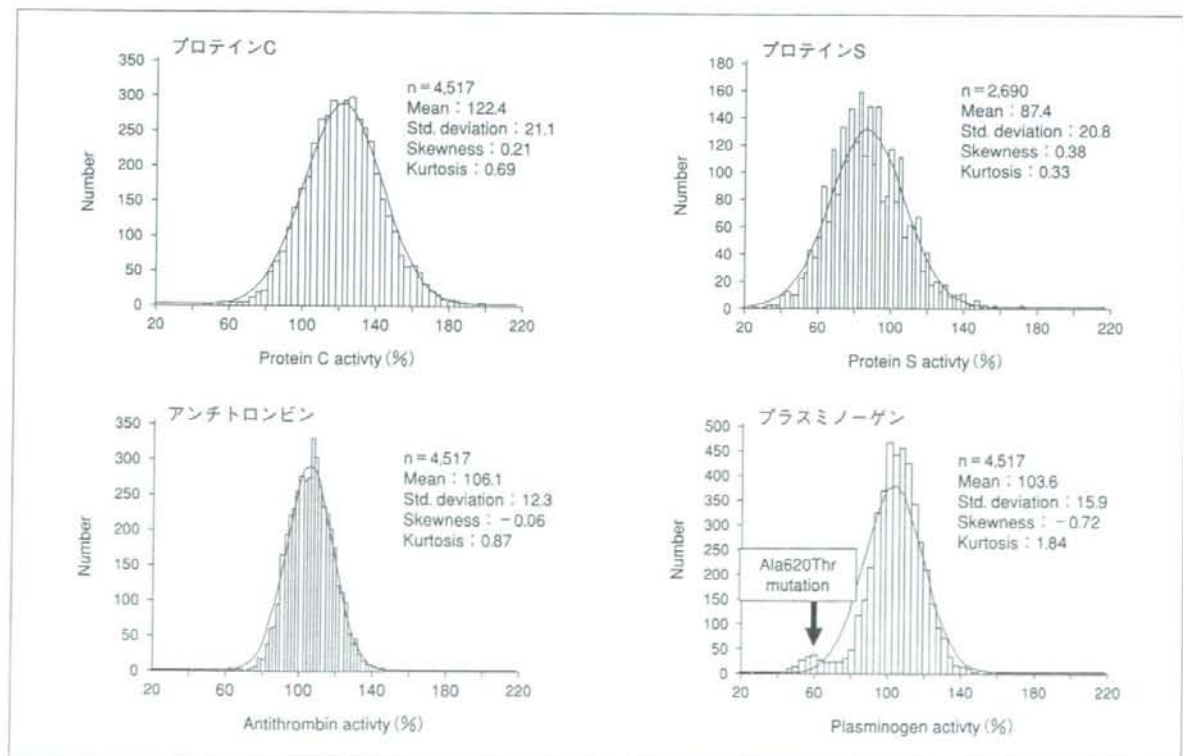 プロテインC
350
300
250
200
150
100
50
0
Number
n=4,517
Mean:122.4
Std. deviation:21.1
Skewness:0.21
Kurtosis:0.69
20 60 100 140 180 220
Protein C activty (%)
プロテインS
180
160
140
120
100
80
60
40
20
0
Number
n=2,690
Mean:87.4
Std. deviation:20.8
Skewness:0.38
Kurtosis:0.33
20 60 100 140 180 220
Protein S activty (%)
アンチトロンビン
350
300
250
200
150
100
50
0
Number
n=4,517
Mean:106.1
Std. deviation:12.3
Skewness:−0.06
Kurtosis:0.87
20 60 100 140 180 220
Antithrombin activty (%)
プラスミノーゲン
500
450
400
350
300
250
200
150
100
50
0
Number
n=4,517
Mean:103.6
Std. deviation:15.9
Skewness:−0.72
Kurtosis:1.84
Ala620Thr
mutation
20 60 100 140 180 220
Plasminogen activty (%)